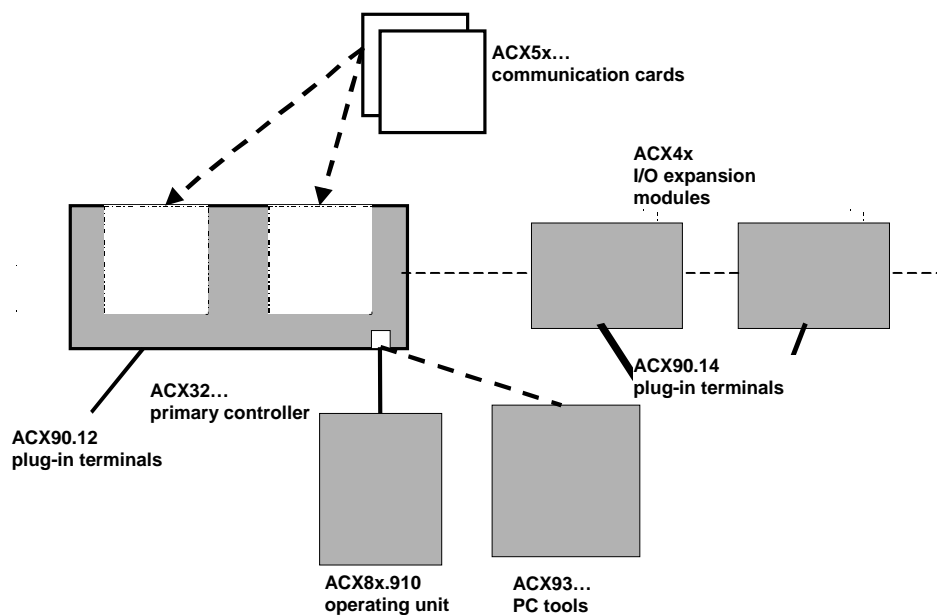 ACX5x...
communication cards
ACX4x
I/O expansion
modules
ACX90.14
plug-in terminals
ACX32...
primary controller
ACX90.12
plug-in terminals
ACX8x.910
operating unit
ACX93...
PC tools